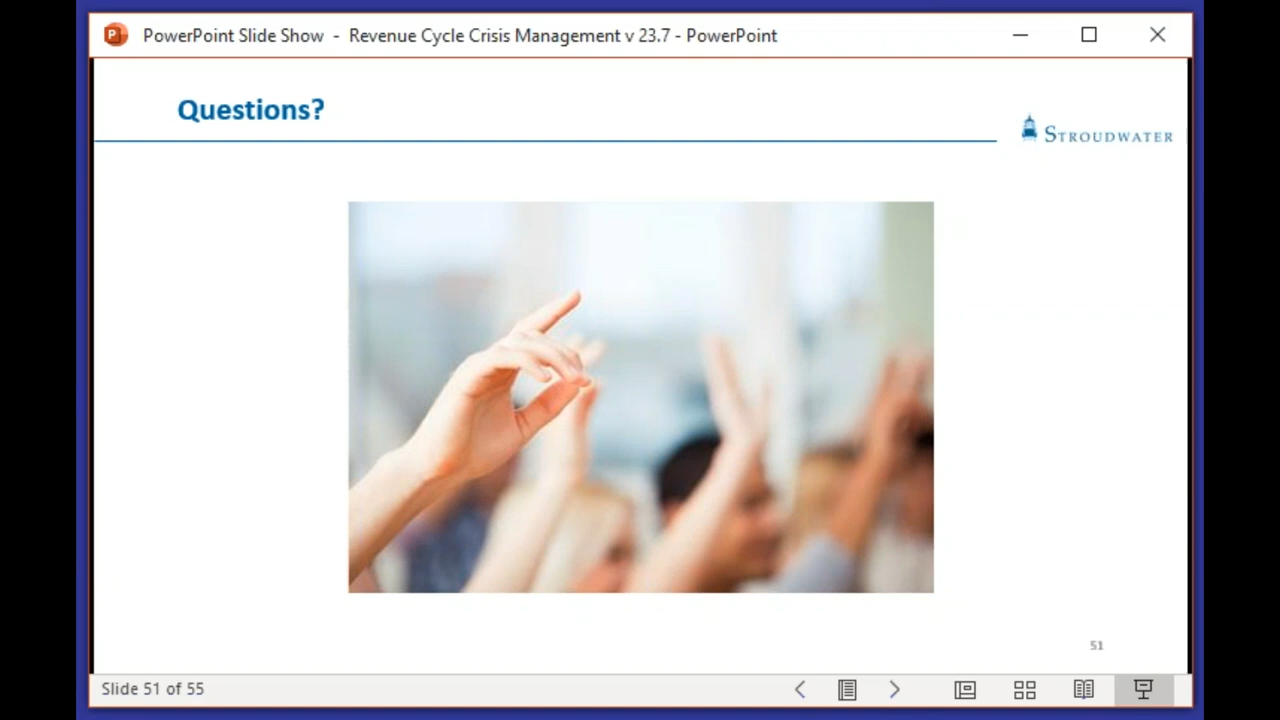 PowerPoint Slide Show - Revenue Cycle Crisis Management v 23.7 - PowerPoint
Questions?
STROUDWATER
51
Slide 51 of 55